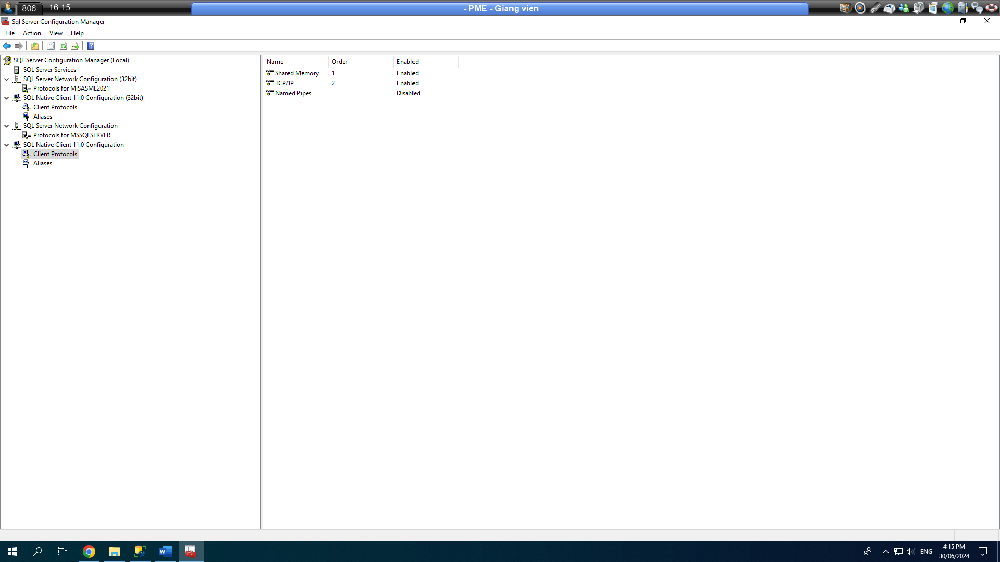 806 16:15 - PME - Giang vien
Sql Server Configuration Manager
File Action View Help
SQL Server Configuration Manager (Local)
SQL Server Services
SQL Server Network Configuration (32bit)
Protocols for MISASME2021
SQL Native Client 11.0 Configuration (32bit)
Client Protocols
Aliases
SQL Server Network Configuration
Protocols for MSSQLSERVER
SQL Native Client 11.0 Configuration
Client Protocols
Aliases
Name Order Enabled
Shared Memory 1 Enabled
TCP/IP 2 Enabled
Named Pipes Disabled
ENG
4:15 PM
30/06/2024